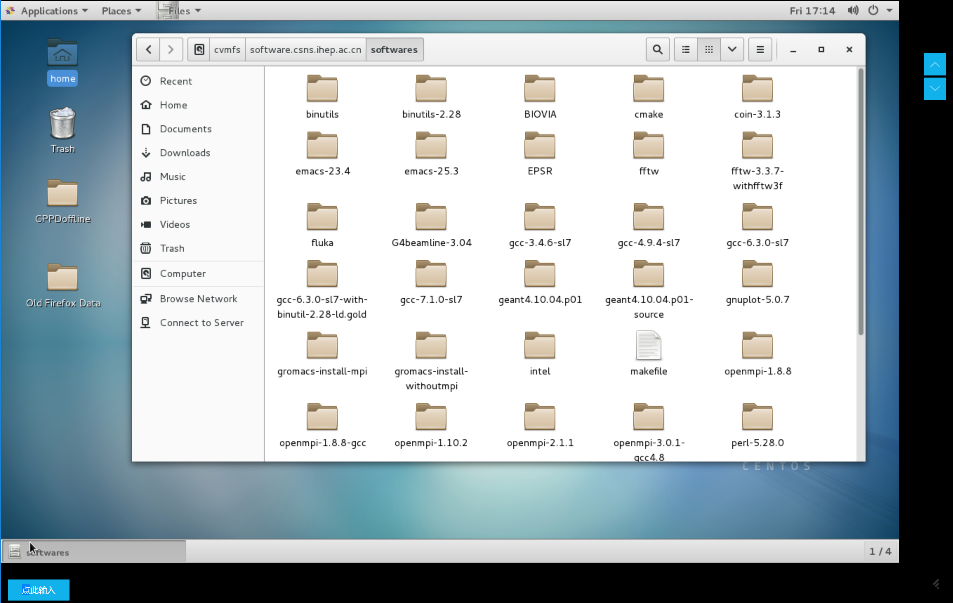 Applications Places Files Fri 17:14
cvmfs software.csns.ihep.ac.cn softwares
home
Trash
CPPDoffline
Old Firefox Data
Recent
Home
Documents
Downloads
Music
Pictures
Videos
Trash
Computer
Browse Network
Connect to Server
binutils binutils-2.28 BIOVIA cmake coin-3.1.3
emacs-23.4 emacs-25.3 EPSR fftw fftw-3.3.7-
withfftw3f
fluka G4beamline-3.04 gcc-3.4.6-sl7 gcc-4.9.4-sl7 gcc-6.3.0-sl7
gcc-6.3.0-sl7-with- gcc-7.1.0-sl7 geant4.10.04.p01 geant4.10.04.p01- gnuplot-5.0.7
binutil-2.28-ld.gold source
gromacs-install-mpi gromacs-install- intel makefile openmpi-1.8.8
withoutmpi
openmpi-1.8.8-gcc openmpi-1.10.2 openmpi-2.1.1 openmpi-3.0.1- perl-5.28.0
gcc4.8
CENTOS
softwares 1 / 4
点此输入